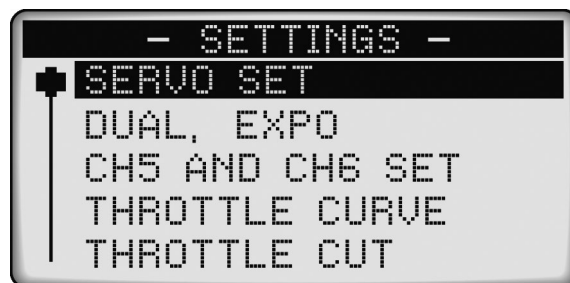 – SETTINGS –
SERVO SET
DUAL, EXPO
CH5 AND CH6 SET
THROTTLE CURVE
THROTTLE CUT